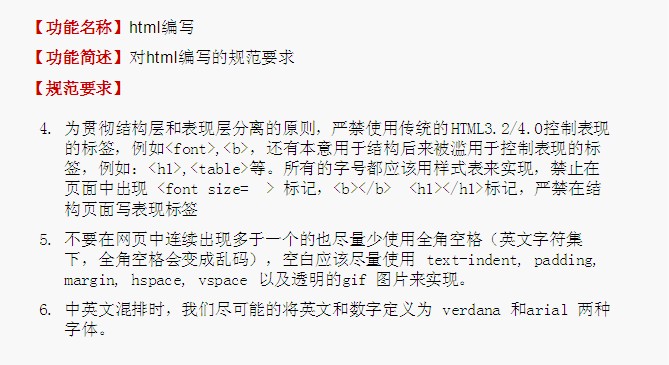 【功能名称】html编写
【功能简述】对html编写的规范要求
【规范要求】
4. 为贯彻结构层和表现层分离的原则，严禁使用传统的HTML3.2/4.0控制表现
的标签，例如<font>,<b>，还有本意用于结构后来被滥用于控制表现的标
签，例如：<h1>,<table>等。所有的字号都应该用样式表来实现，禁止在
页面中出现 <font size=  > 标记，<b></b> <h1></h1>标记，严禁在结
构页面写表现标签
5. 不要在网页中连续出现多于一个的也尽量少使用全角空格（英文字符集
下，全角空格会变成乱码），空白应该尽量使用 text-indent, padding,
margin, hspace, vspace 以及透明的gif 图片来实现。
6. 中英文混排时，我们尽可能的将英文和数字定义为 verdana 和arial 两种
字体。